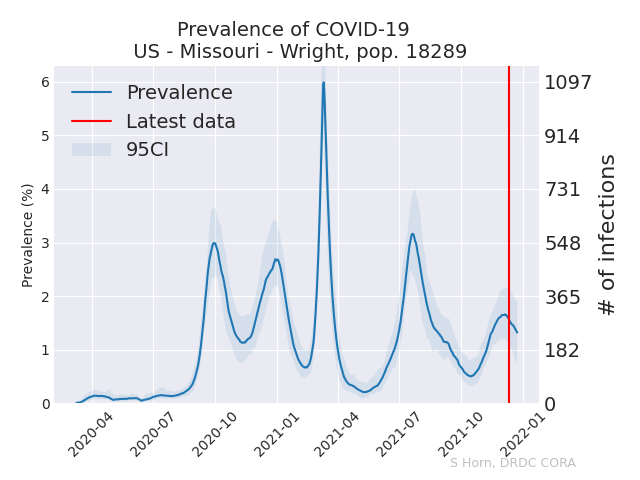 Prevalence of COVID-19
US - Missouri - Wright, pop. 18289
Prevalence
Latest data
95CI
Prevalence (%)
6
5
4
3
2
1
0
1097
914
731
548
365
182
0
# of infections
2020-04
2020-07
2020-10
2021-01
2021-04
2021-07
2021-10
2022-01
S Horn, DRDC CORA